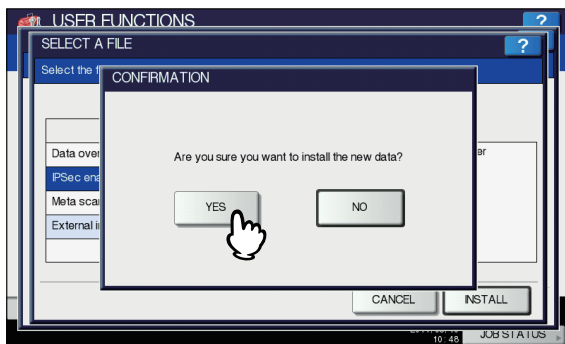 USER FUNCTIONS
?
SELECT A FILE
?
Select the
CONFIRMATION
Are you sure you want to install the new data?
Data over
IPSec ena
Meta scan
External i
YES
NO
CANCEL
INSTALL
10:48
JOB STATUS